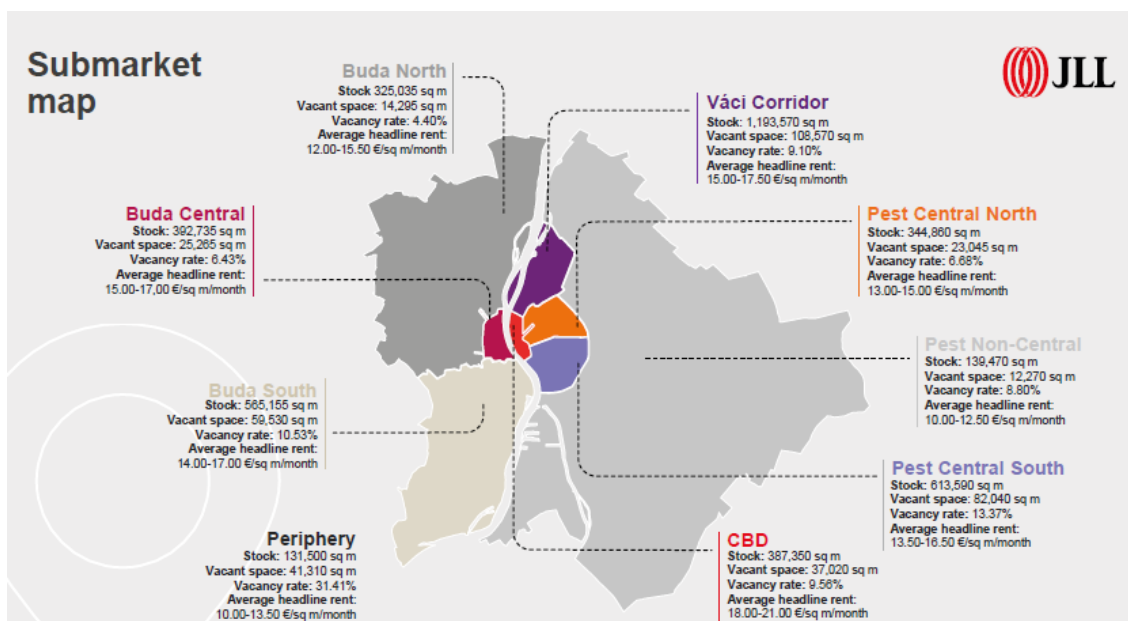 Submarket
map
JLL
Buda North
Stock 325,035 sq m
Vacant space: 14,295 sq m
Vacancy rate: 4.40%
Average headline rent:
12.00-15.50 €/sq m/month
Váci Corridor
Stock: 1,193,570 sq m
Vacant space: 108,570 sq m
Vacancy rate: 9.10%
Average headline rent:
15.00-17.50 €/sq m/month
Buda Central
Stock: 392,735 sq m
Vacant space: 25,265 sq m
Vacancy rate: 6.43%
Average headline rent:
15.00-17,00 €/sq m/month
Pest Central North
Stock: 344,860 sq m
Vacant space: 23,045 sq m
Vacancy rate: 6.68%
Average headline rent:
13.00-15.00 €/sq m/month
Pest Non-Central
Stock: 139,470 sq m
Vacant space: 12,270 sq m
Vacancy rate: 8.80%
Average headline rent:
10.00-12.50 €/sq m/month
Buda South
Stock: 565,155 sq m
Vacant space: 59,530 sq m
Vacancy rate: 10.53%
Average headline rent:
14.00-17.00 €/sq m/month
Pest Central South
Stock: 613,590 sq m
Vacant space: 82,040 sq m
Vacancy rate: 13.37%
Average headline rent:
13.50-16.50 €/sq m/month
Periphery
Stock: 131,500 sq m
Vacant space: 41,310 sq m
Vacancy rate: 31.41%
Average headline rent:
10.00-13.50 €/sq m/month
CBD
Stock: 387,350 sq m
Vacant space: 37,020 sq m
Vacancy rate: 9.56%
Average headline rent:
18.00-21.00 €/sq m/month